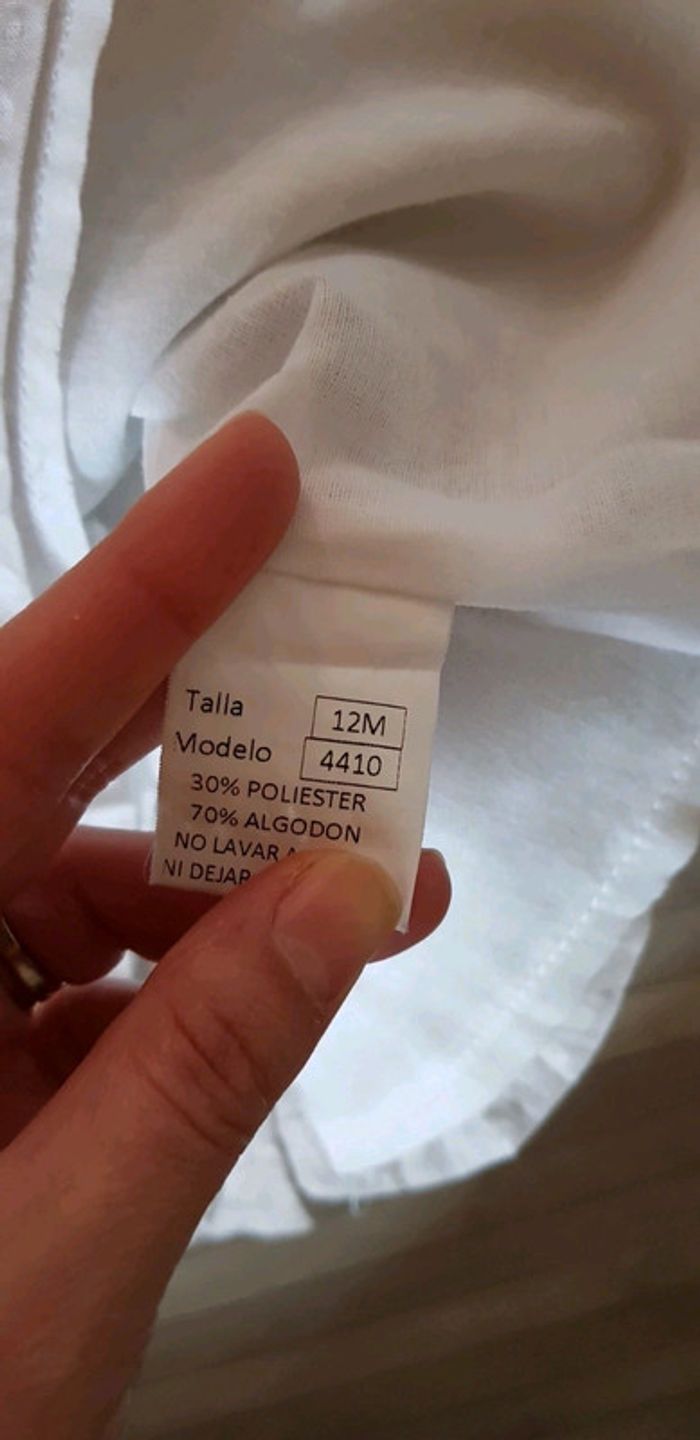 Talla 12M
Modelo 4410
30% POLIESTER
70% ALGODON
NO LAVAR
NI DEJAR